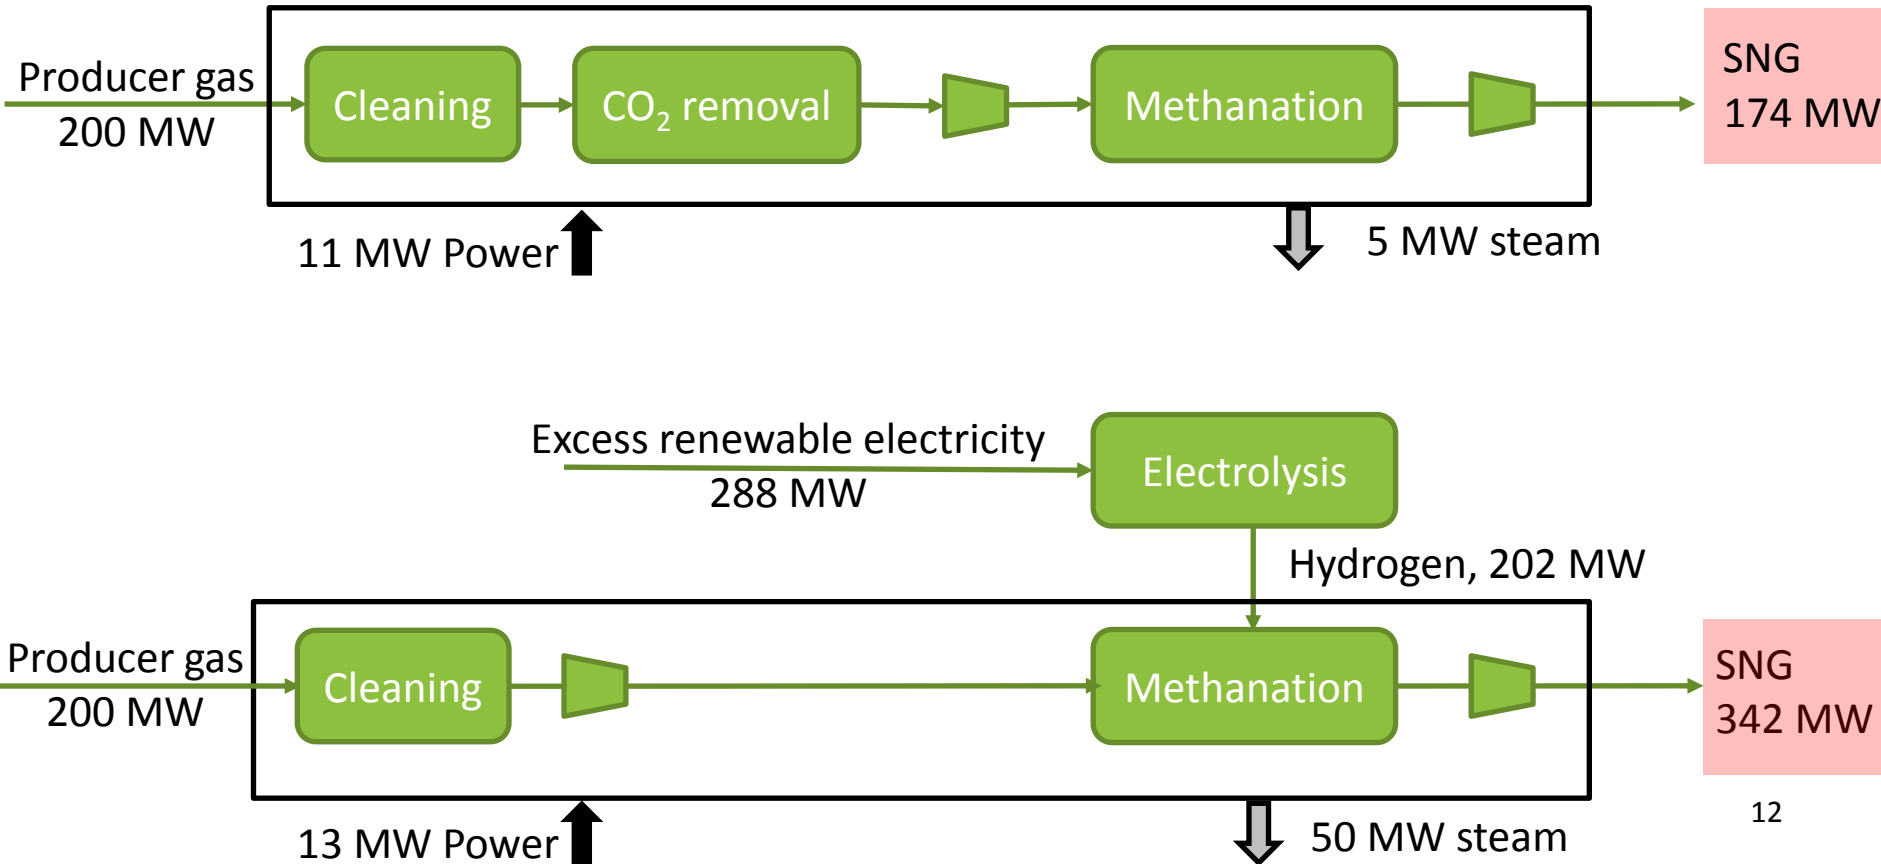 Producer gas
200 MW
Cleaning
CO₂ removal
Methanation
SNG
174 MW
11 MW Power
5 MW steam
Excess renewable electricity
288 MW
Electrolysis
Hydrogen, 202 MW
Producer gas
200 MW
Cleaning
Methanation
SNG
342 MW
13 MW Power
50 MW steam
12